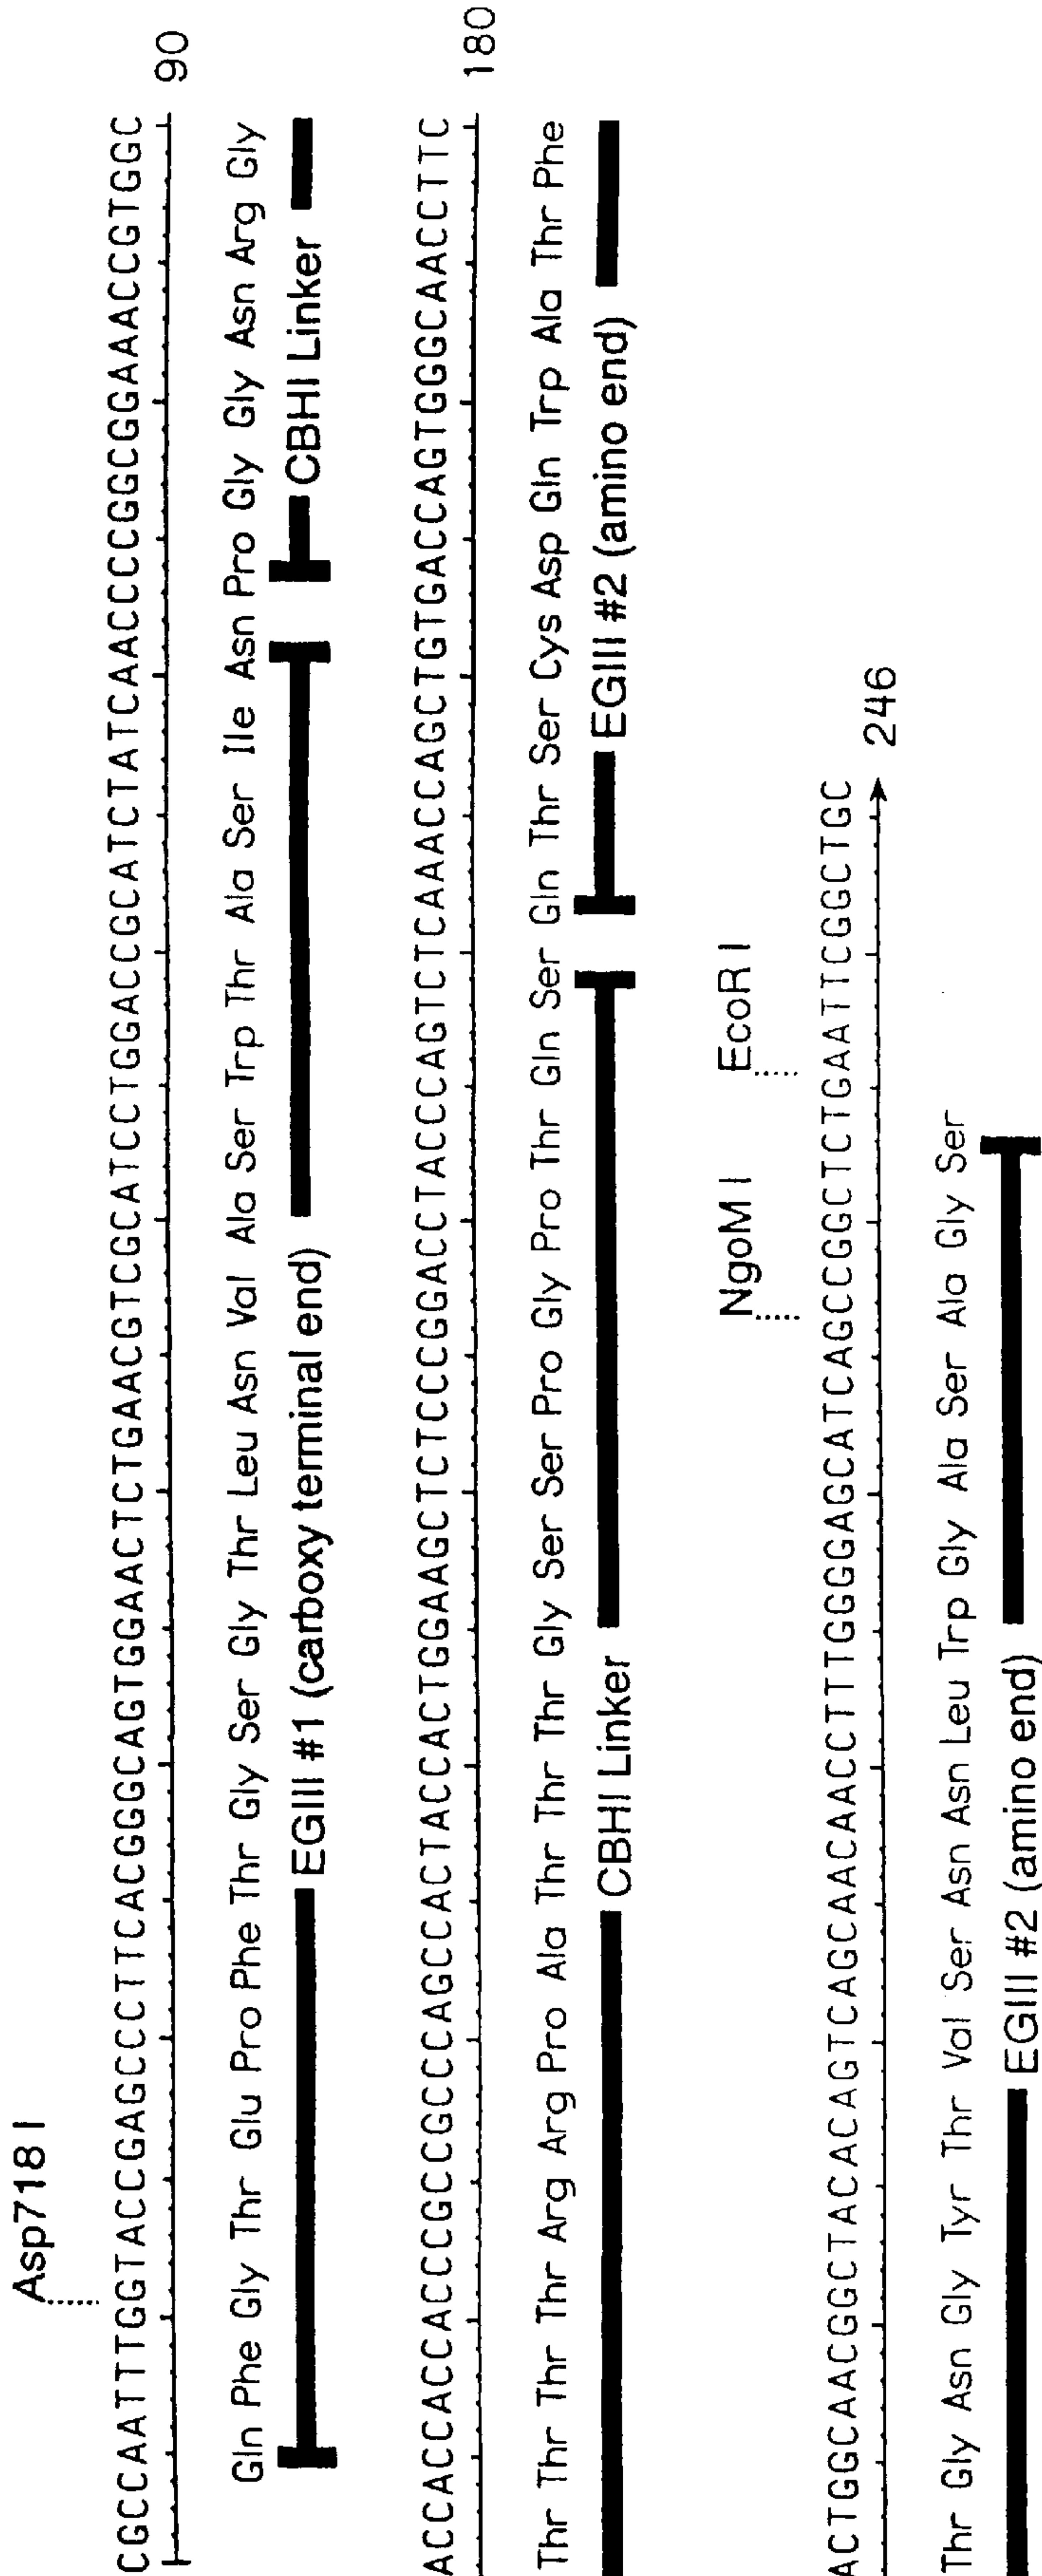 Asp718 I
CGCCAATTTGGTACCGAGCCCTTCACGGGCAGTGGAACTCTGAACGTCGCATCCTGGACCGCATCTATCAACCCCGGCGGAAACCGTGGC
90
Gln Phe Gly Thr Glu Pro Phe Thr Gly Ser Gly Thr Leu Asn Val Ala Ser Trp Thr Ala Ser Ile Asn Pro Gly Gly Asn Arg Gly
EGIII #1 (carboxy terminal end) CBHI Linker
ACCACCACCACCCGCCGCCCAGCCACTACCACTGGAAGCTCTCCCGGACCTACCCAGTCTCAAACCAGCTGTGACCAGTGGGCAACCTTC
180
Thr Thr Thr Thr Arg Arg Pro Ala Thr Thr Thr Gly Ser Ser Pro Gly Pro Thr Gln Ser Gln Thr Ser Cys Asp Gln Trp Ala Thr Phe
CBHI Linker EGIII #2 (amino end)
NgoM I EcoR I
ACTGGCAACGGCTACACAGTCAGCAACAACCTTTGGGGAGCATCAGCCGGCTCTGAATTCGGCTGC
246
Thr Gly Asn Gly Tyr Thr Val Ser Asn Asn Leu Trp Gly Ala Ser Ala Gly Ser
EGIII #2 (amino end)